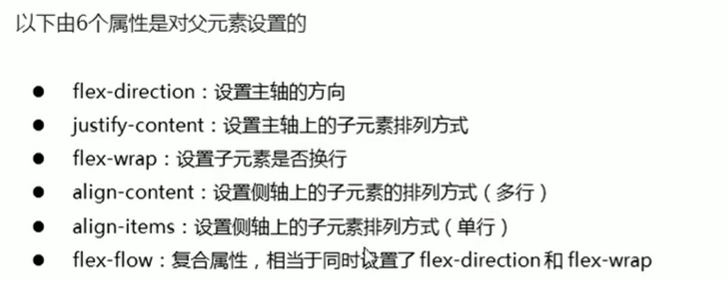 以下由6个属性是对父元素设置的
● flex-direction：设置主轴的方向
● justify-content：设置主轴上的子元素排列方式
● flex-wrap：设置子元素是否换行
● align-content：设置侧轴上的子元素的排列方式（多行）
● align-items：设置侧轴上的子元素排列方式（单行）
● flex-flow：复合属性，相当于同时设置了 flex-direction 和 flex-wrap